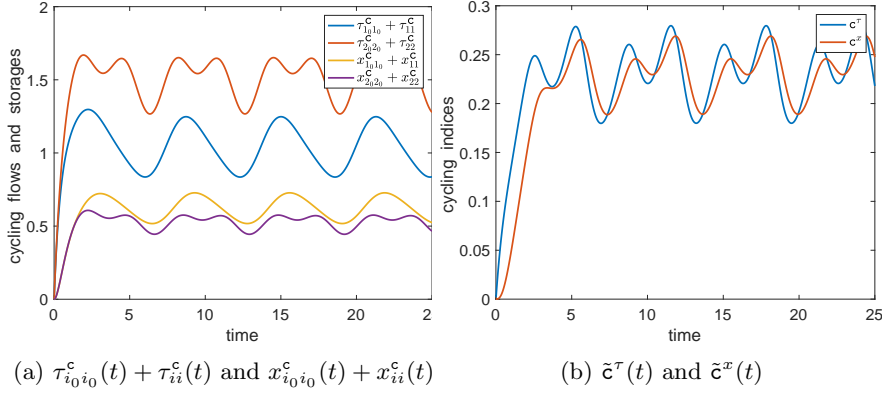 2
1.5
1
0.5
0
0 5 10 15 20 2
cycling flows and storages
time
τ^c_{1_0 1_0} + τ^c_{11}
τ^c_{2_0 2_0} + τ^c_{22}
x^c_{1_0 1_0} + x^c_{11}
x^c_{2_0 2_0} + x^c_{22}
(a) τ^c_{i_0 i_0}(t) + τ^c_{ii}(t) and x^c_{i_0 i_0}(t) + x^c_{ii}(t)
0.3
0.25
0.2
0.15
0.1
0.05
0
0 5 10 15 20 25
cycling indices
time
c^τ
c^x
(b) c̃^τ(t) and c̃^x(t)